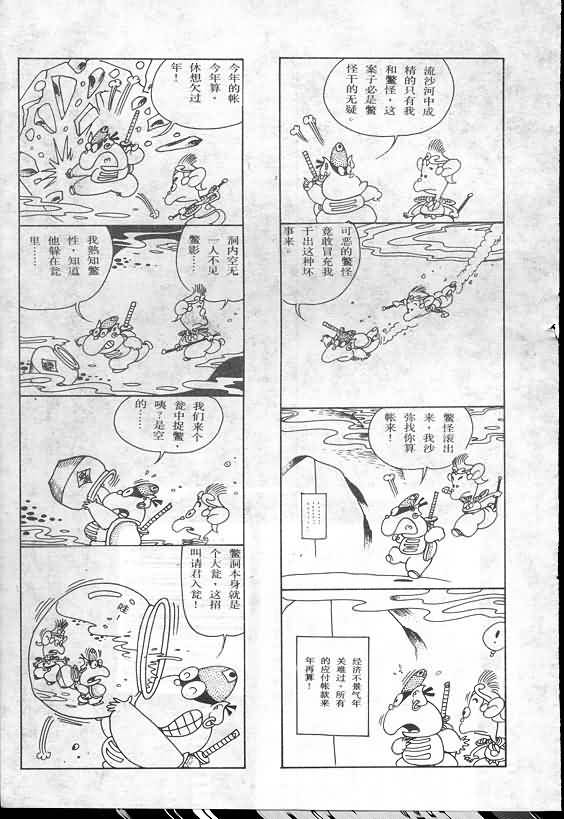 流沙河中成
精的只有我
和鳖怪，这
案子必是鳖
怪干的无疑。
可恶的鳖怪
竟敢冒充我
干出这种坏
事来。
鳖怪滚出
来，我沙
弥找你算
帐来！
经济不景气年
关难过，所有
的应付帐款来
年再算！
今年的帐
今年算，
休想欠过
年！
洞内空无
一人不见
鳖影……
我熟知鳖
性，知道
他躲在瓮
里……
我们来个
瓮中捉鳖，
咦？是空
的……
鳖洞本身就是
个大瓮，这招
叫请君入瓮！
哇—